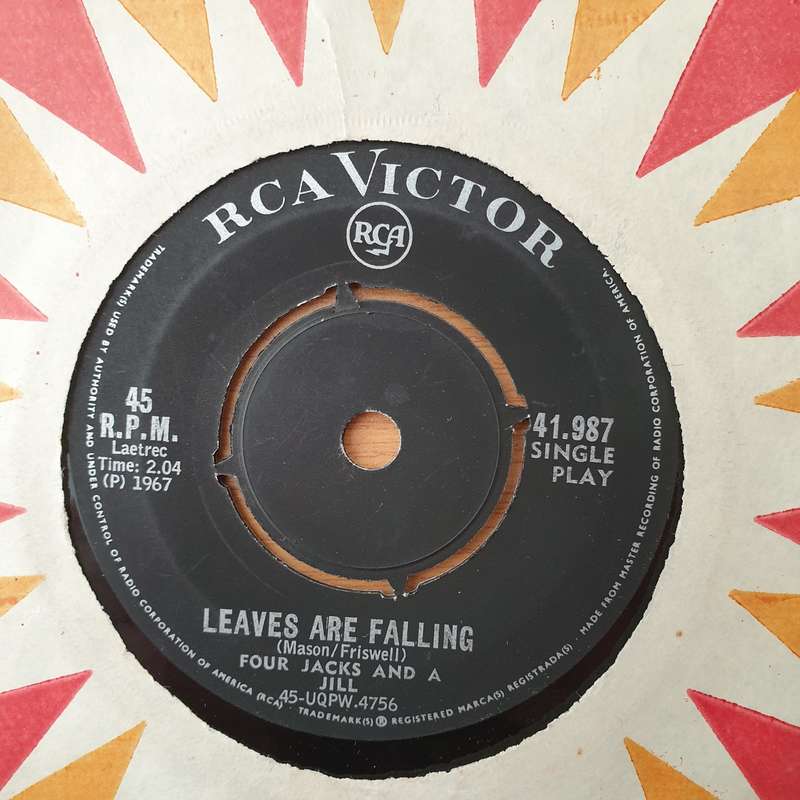 RCA VICTOR
RCA
45
R.P.M.
Laetrec
Time: 2.04
(P) 1967
41.987
SINGLE
PLAY
LEAVES ARE FALLING
(Mason/Friswell)
FOUR JACKS AND A
JILL
45-UQPW.4756
TRADEMARK(S) USED BY AUTHORITY AND UNDER CONTROL OF RADIO CORPORATION OF AMERICA (RCA). TRADEMARK(S) ® REGISTERED MARCA(S) REGISTRADA(S) MADE FROM MASTER RECORDING OF RADIO CORPORATION OF AMERICA.